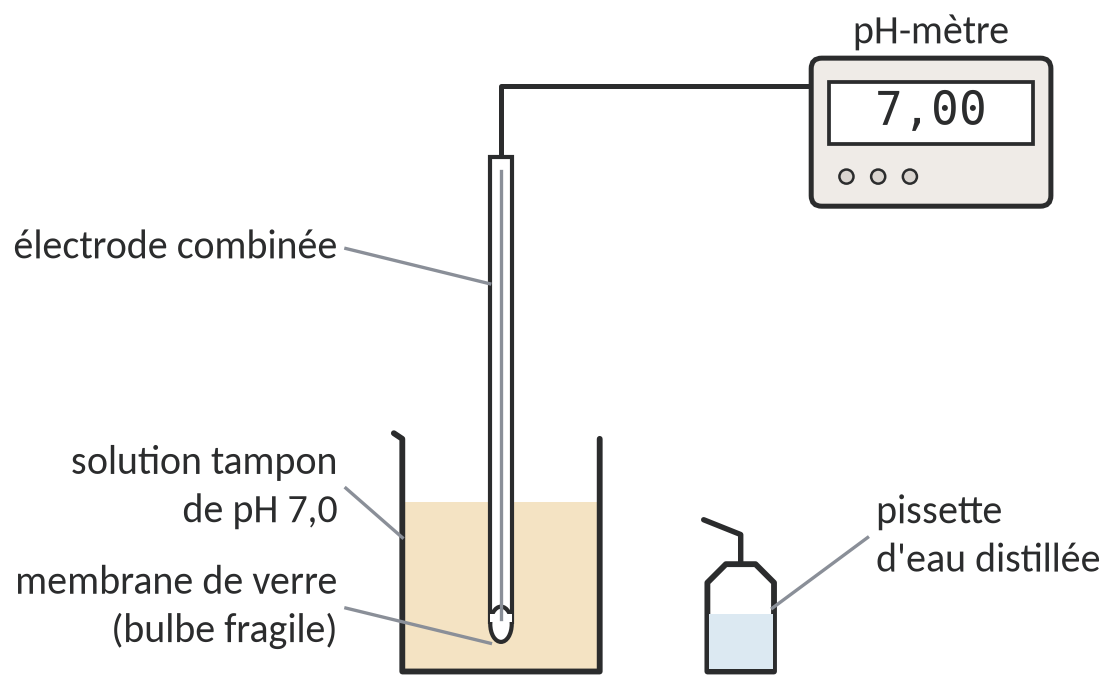 pH-mètre
7,00
électrode combinée
solution tampon
de pH 7,0
membrane de verre
(bulbe fragile)
pissette
d'eau distillée